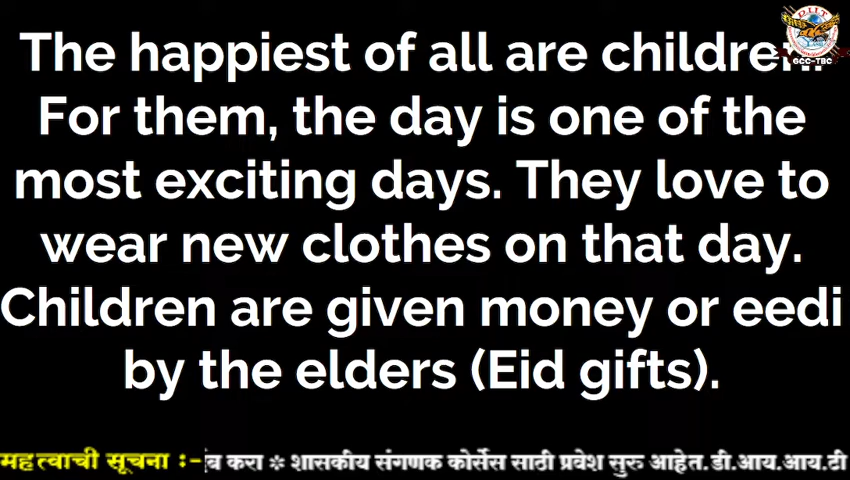 The happiest of all are children.
For them, the day is one of the
most exciting days. They love to
wear new clothes on that day.
Children are given money or eedi
by the elders (Eid gifts).
D.I.I.T
GCC-TBC
महत्वाची सूचना :- व करा * शासकीय संगणक कोर्सेस साठी प्रवेश सुरु आहेत. डी.आय.आय.टी